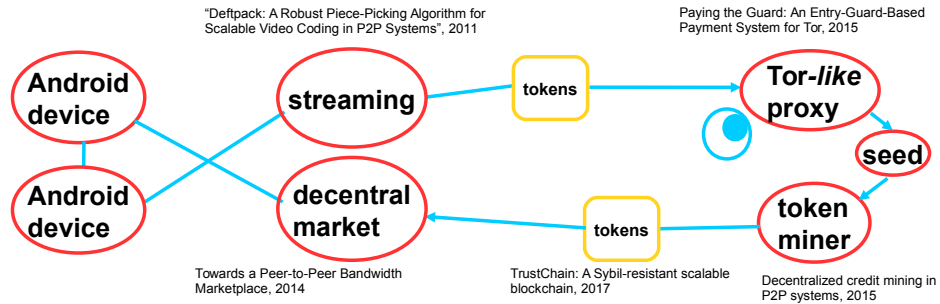 “Deftpack: A Robust Piece-Picking Algorithm for
Scalable Video Coding in P2P Systems”, 2011
Paying the Guard: An Entry-Guard-Based
Payment System for Tor, 2015
Android
device
streaming
tokens
Tor-like
proxy
seed
Android
device
decentral
market
tokens
token
miner
Towards a Peer-to-Peer Bandwidth
Marketplace, 2014
TrustChain: A Sybil-resistant scalable
blockchain, 2017
Decentralized credit mining in
P2P systems, 2015